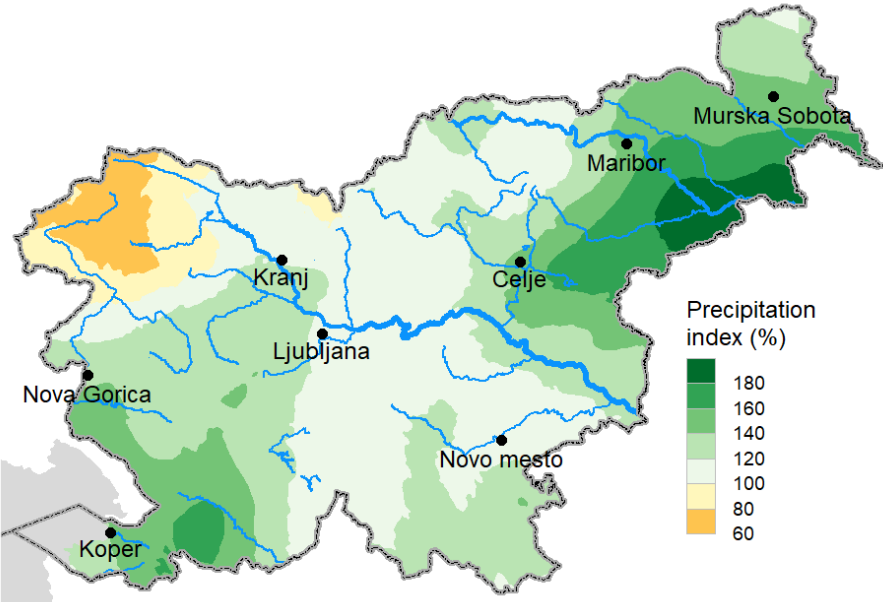 Murska Sobota
Maribor
Kranj
Celje
Ljubljana
Nova Gorica
Novo mesto
Koper
Precipitation
index (%)
180
160
140
120
100
80
60